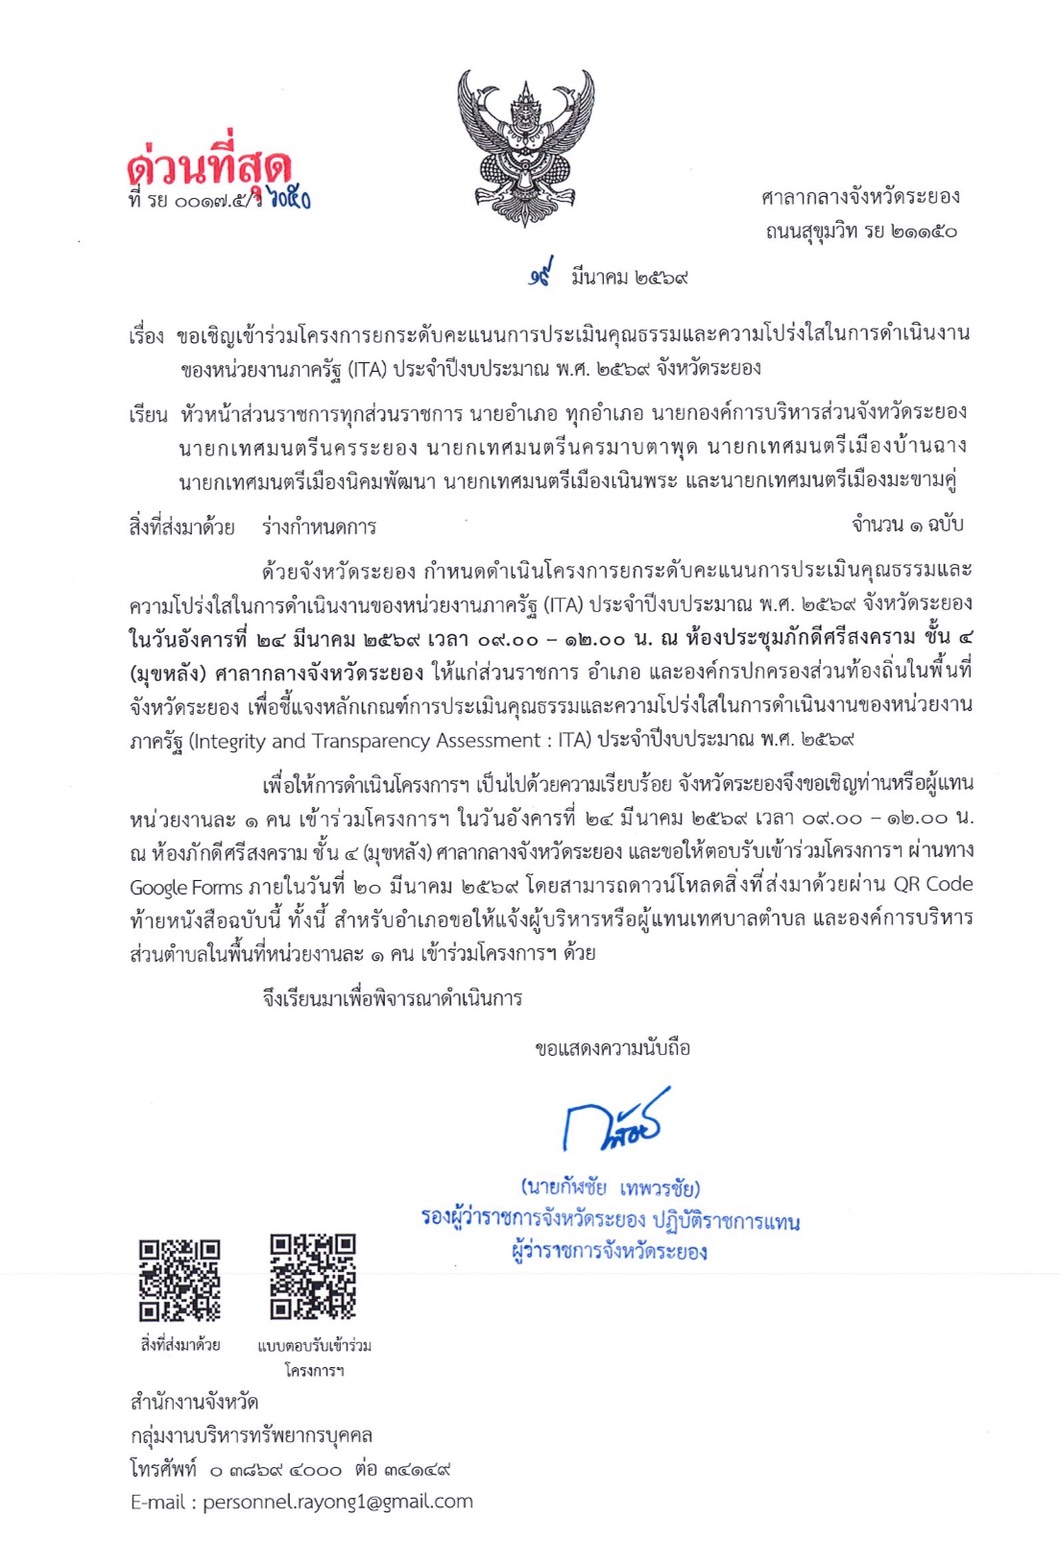 ด่วนที่สุด
ที่ รย ๐๐๑๗.๕/ว ๖๐๕๐
ศาลากลางจังหวัดระยอง
ถนนสุขุมวิท รย ๒๑๑๕๐
๑๙ มีนาคม ๒๕๖๙
เรื่อง ขอเชิญเข้าร่วมโครงการยกระดับคะแนนการประเมินคุณธรรมและความโปร่งใสในการดำเนินงาน
ของหน่วยงานภาครัฐ (ITA) ประจำปีงบประมาณ พ.ศ. ๒๕๖๙ จังหวัดระยอง
เรียน หัวหน้าส่วนราชการทุกส่วนราชการ นายอำเภอ ทุกอำเภอ นายกองค์การบริหารส่วนจังหวัดระยอง
นายกเทศมนตรีนครระยอง นายกเทศมนตรีนครมาบตาพุด นายกเทศมนตรีเมืองบ้านฉาง
นายกเทศมนตรีเมืองนิคมพัฒนา นายกเทศมนตรีเมืองเนินพระ และนายกเทศมนตรีเมืองมะขามคู่
สิ่งที่ส่งมาด้วย ร่างกำหนดการ จำนวน ๑ ฉบับ
ด้วยจังหวัดระยอง กำหนดดำเนินโครงการยกระดับคะแนนการประเมินคุณธรรมและ
ความโปร่งใสในการดำเนินงานของหน่วยงานภาครัฐ (ITA) ประจำปีงบประมาณ พ.ศ. ๒๕๖๙ จังหวัดระยอง
ในวันอังคารที่ ๒๔ มีนาคม ๒๕๖๙ เวลา ๐๙.๐๐ – ๑๒.๐๐ น. ณ ห้องประชุมภักดีศรีสงคราม ชั้น ๔
(มุขหลัง) ศาลากลางจังหวัดระยอง ให้แก่ส่วนราชการ อำเภอ และองค์กรปกครองส่วนท้องถิ่นในพื้นที่
จังหวัดระยอง เพื่อชี้แจงหลักเกณฑ์การประเมินคุณธรรมและความโปร่งใสในการดำเนินงานของหน่วยงาน
ภาครัฐ (Integrity and Transparency Assessment : ITA) ประจำปีงบประมาณ พ.ศ. ๒๕๖๙
เพื่อให้การดำเนินโครงการฯ เป็นไปด้วยความเรียบร้อย จังหวัดระยองจึงขอเชิญท่านหรือผู้แทน
หน่วยงานละ ๑ คน เข้าร่วมโครงการฯ ในวันอังคารที่ ๒๔ มีนาคม ๒๕๖๙ เวลา ๐๙.๐๐ – ๑๒.๐๐ น.
ณ ห้องภักดีศรีสงคราม ชั้น ๔ (มุขหลัง) ศาลากลางจังหวัดระยอง และขอให้ตอบรับเข้าร่วมโครงการฯ ผ่านทาง
Google Forms ภายในวันที่ ๒๐ มีนาคม ๒๕๖๙ โดยสามารถดาวน์โหลดสิ่งที่ส่งมาด้วยผ่าน QR Code
ท้ายหนังสือฉบับนี้ ทั้งนี้ สำหรับอำเภอขอให้แจ้งผู้บริหารหรือผู้แทนเทศบาลตำบล และองค์การบริหาร
ส่วนตำบลในพื้นที่หน่วยงานละ ๑ คน เข้าร่วมโครงการฯ ด้วย
จึงเรียนมาเพื่อพิจารณาดำเนินการ
ขอแสดงความนับถือ
(นายกัฬชัย เทพวรชัย)
รองผู้ว่าราชการจังหวัดระยอง ปฏิบัติราชการแทน
ผู้ว่าราชการจังหวัดระยอง
สิ่งที่ส่งมาด้วย
แบบตอบรับเข้าร่วม
โครงการฯ
สำนักงานจังหวัด
กลุ่มงานบริหารทรัพยากรบุคคล
โทรศัพท์ ๐ ๓๘๖๙ ๔๐๐๐ ต่อ ๓๔๑๔๙
E-mail : personnel.rayong1@gmail.com